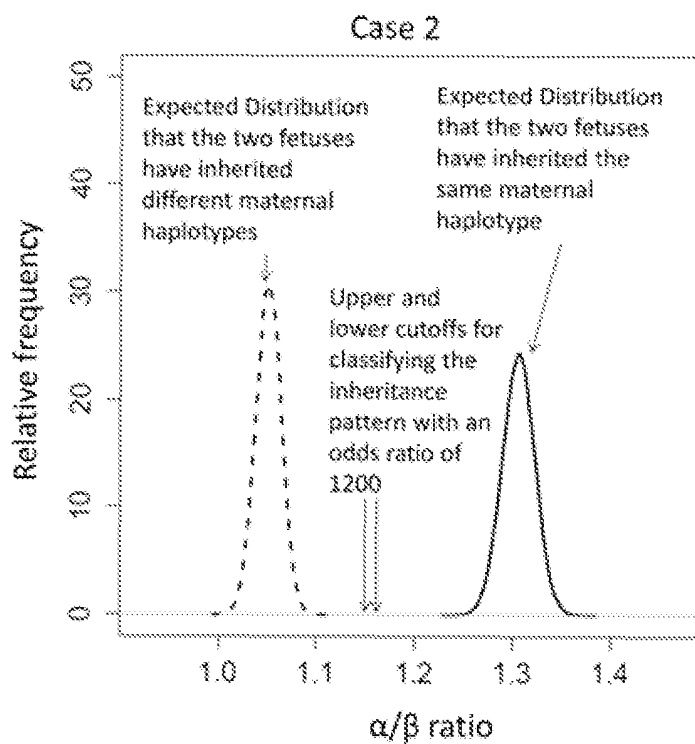 Case 2
Relative frequency
50
40
30
20
10
0
Expected Distribution
that the two fetuses
have inherited
different maternal
haplotypes
Expected Distribution
that the two fetuses
have inherited the
same maternal
haplotype
Upper and
lower cutoffs for
classifying the
inheritance
pattern with an
odds ratio of
1200
1.0 1.1 1.2 1.3 1.4
α/β ratio